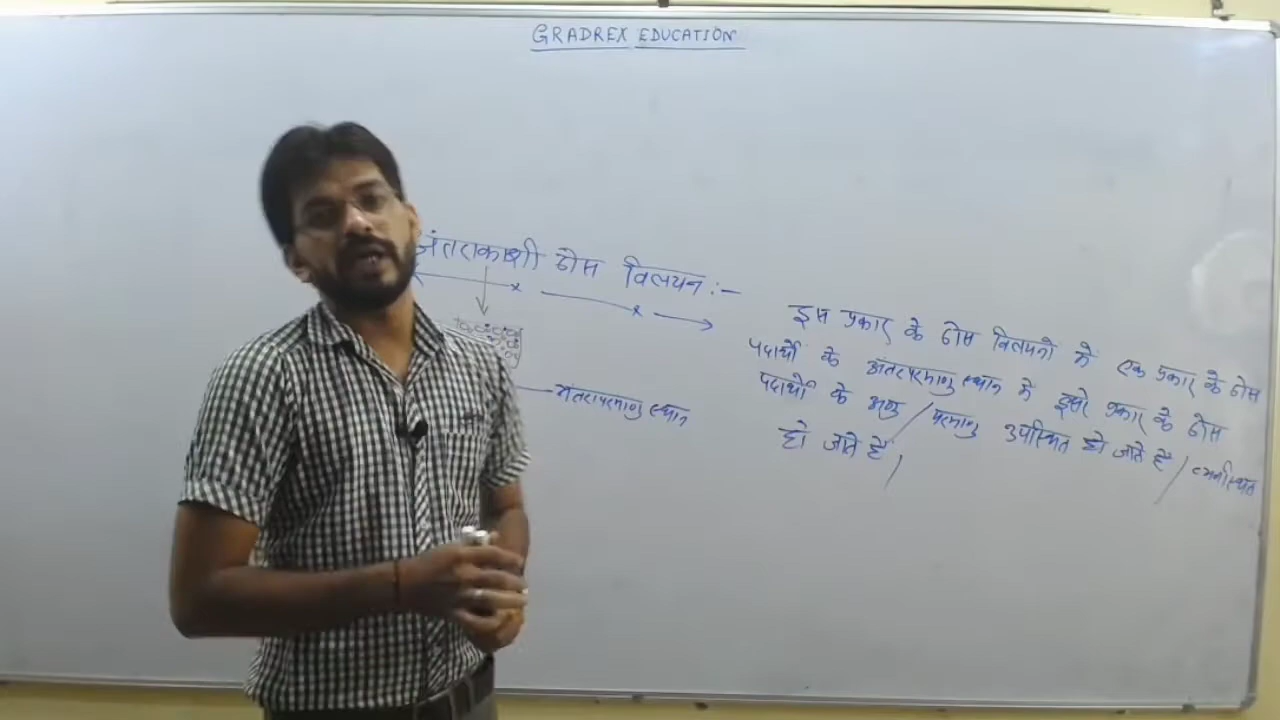 GRADREX EDUCATION
अंतराकाशी ठोस विलयन :-
अंतरापरमाणु स्थान
इस प्रकार के ठोस विलयनो में एक प्रकार के ठोस
पदार्थो के अंतरापरमाणु स्थान में दूसरे प्रकार के ठोस
पदार्थो के अणु / परमाणु उपस्थित हो जाते हैं / व्यवस्थित
हो जाते हैं /